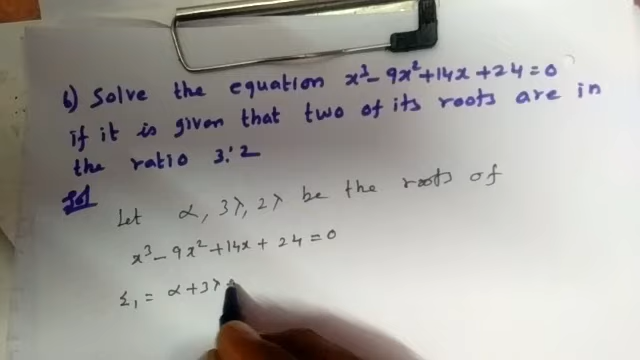 6) Solve the equation x³-9x²+14x+24=0
if it is given that two of its roots are in
the ratio 3:2
Sol
Let α, 3λ, 2λ be the roots of
x³-9x²+14x+24=0
Σ₁ = α+3λ